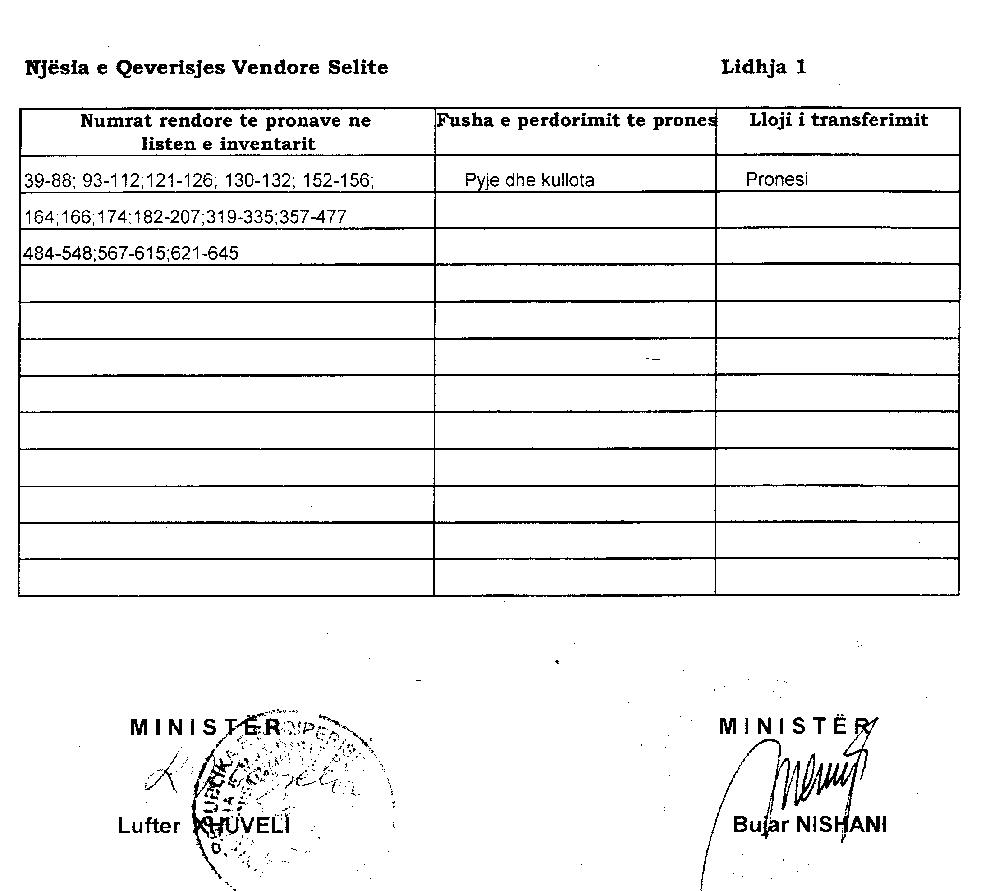 Njësia e Qeverisjes Vendore Selite Lidhja 1
Numrat rendore te pronave ne listen e inventarit Fusha e perdorimit te prones Lloji i transferimit
39-88; 93-112;121-126; 130-132; 152-156; Pyje dhe kullota Pronesi
164;166;174;182-207;319-335;357-477
484-548;567-615;621-645
MINISTËR MINISTËR
Lufter XHUVELI Bujar NISHANI